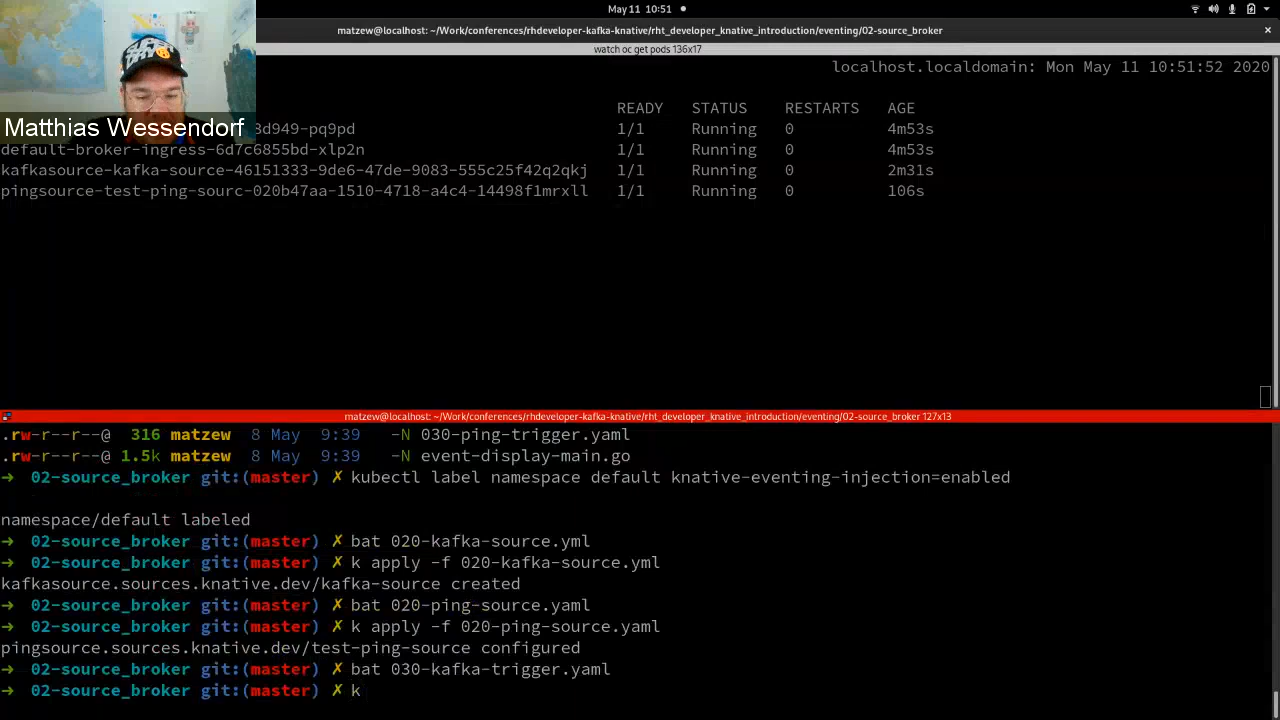 May 11 10:51
matzew@localhost: ~/Work/conferences/rhdeveloper-kafka-knative/rht_developer_knative_introduction/eventing/02-source_broker
watch oc get pods 136x17
localhost.localdomain: Mon May 11 10:51:52 2020
READY STATUS RESTARTS AGE
Matthias Wessendorf
8d949-pq9pd 1/1 Running 0 4m53s
default-broker-ingress-6d7c6855bd-xlp2n 1/1 Running 0 4m53s
kafkasource-kafka-source-46151333-9de6-47de-9083-555c25f42q2qkj 1/1 Running 0 2m31s
pingsource-test-ping-sourc-020b47aa-1510-4718-a4c4-14498f1mrxll 1/1 Running 0 106s
matzew@localhost: ~/Work/conferences/rhdeveloper-kafka-knative/rht_developer_knative_introduction/eventing/02-source_broker 127x13
.rw-r--r--@ 316 matzew 8 May 9:39 -N 030-ping-trigger.yaml
.rw-r--r--@ 1.5k matzew 8 May 9:39 -N event-display-main.go
→ 02-source_broker git:(master) ✗ kubectl label namespace default knative-eventing-injection=enabled
namespace/default labeled
→ 02-source_broker git:(master) ✗ bat 020-kafka-source.yml
→ 02-source_broker git:(master) ✗ k apply -f 020-kafka-source.yml
kafkasource.sources.knative.dev/kafka-source created
→ 02-source_broker git:(master) ✗ bat 020-ping-source.yaml
→ 02-source_broker git:(master) ✗ k apply -f 020-ping-source.yaml
pingsource.sources.knative.dev/test-ping-source configured
→ 02-source_broker git:(master) ✗ bat 030-kafka-trigger.yaml
→ 02-source_broker git:(master) ✗ k